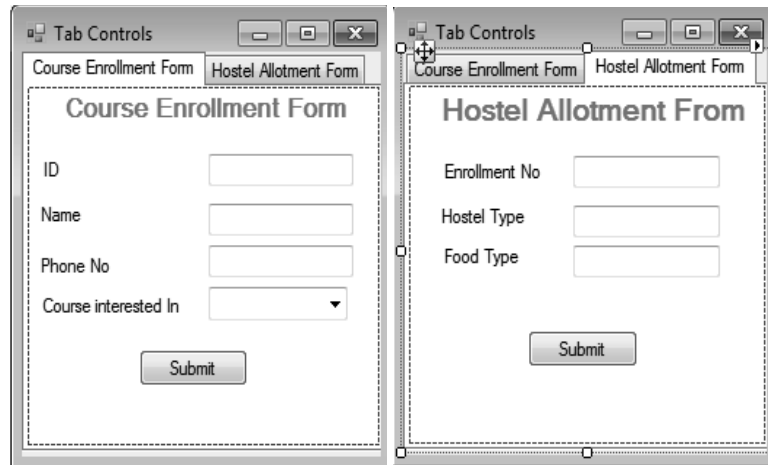 Tab Controls
Course Enrollment Form Hostel Allotment Form
Course Enrollment Form
ID
Name
Phone No
Course interested In
Submit
Tab Controls
Course Enrollment Form Hostel Allotment Form
Hostel Allotment From
Enrollment No
Hostel Type
Food Type
Submit